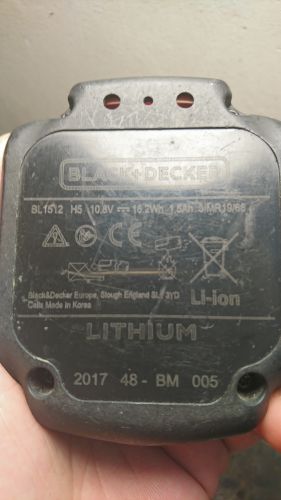 BLACK+DECKER
BL1512 H5 10.8V 16.2Wh 1.5Ah 3IMR19/66
Black&Decker Europe, Slough England SL1 3YD
Cells Made in Korea
Li-ion
LITHIUM
2017 48 - BM 005